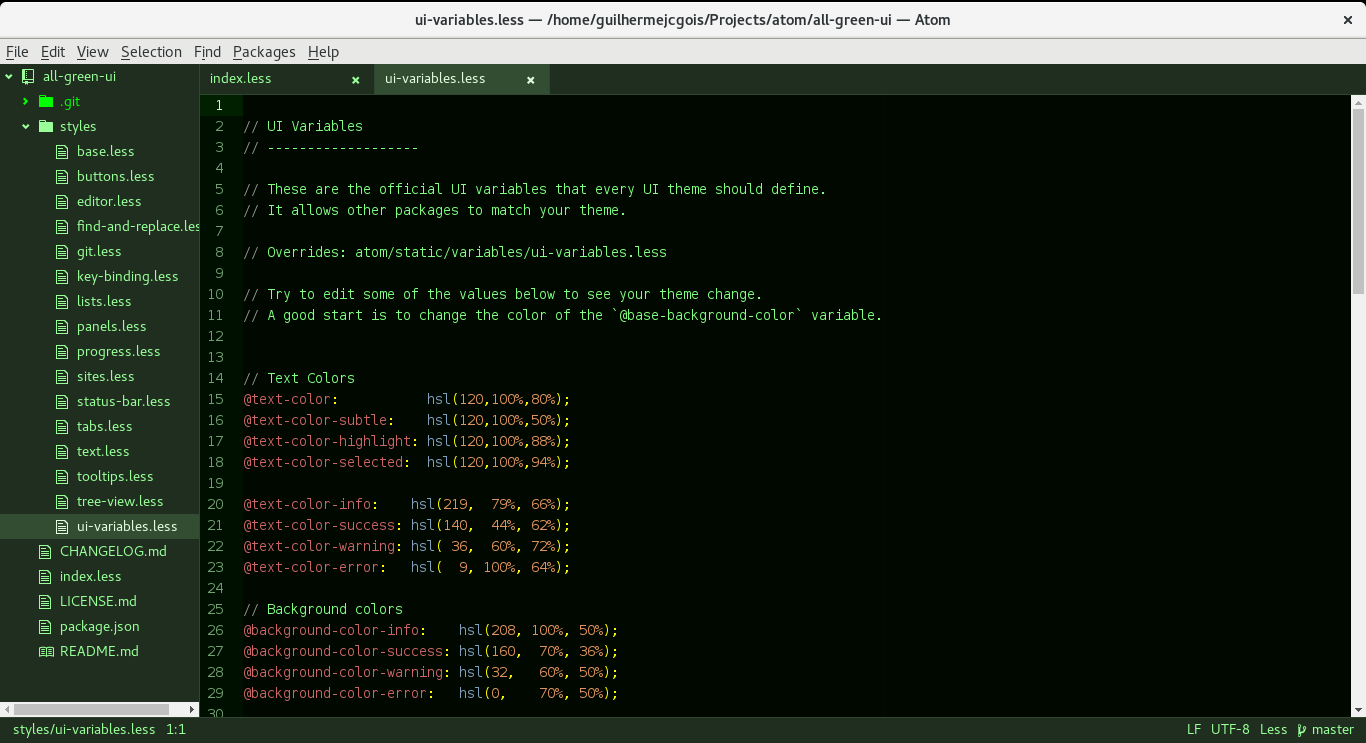 ui-variables.less — /home/guilhermejcgois/Projects/atom/all-green-ui — Atom
File Edit View Selection Find Packages Help
all-green-ui
.git
styles
base.less
buttons.less
editor.less
find-and-replace.les
git.less
key-binding.less
lists.less
panels.less
progress.less
sites.less
status-bar.less
tabs.less
text.less
tooltips.less
tree-view.less
ui-variables.less
CHANGELOG.md
index.less
LICENSE.md
package.json
README.md
index.less ui-variables.less
1
2 // UI Variables
3 // -------------------
4
5 // These are the official UI variables that every UI theme should define.
6 // It allows other packages to match your theme.
7
8 // Overrides: atom/static/variables/ui-variables.less
9
10 // Try to edit some of the values below to see your theme change.
11 // A good start is to change the color of the `@base-background-color` variable.
12
13
14 // Text Colors
15 @text-color:           hsl(120,100%,80%);
16 @text-color-subtle:    hsl(120,100%,50%);
17 @text-color-highlight: hsl(120,100%,88%);
18 @text-color-selected:  hsl(120,100%,94%);
19
20 @text-color-info:    hsl(219,  79%, 66%);
21 @text-color-success: hsl(140,  44%, 62%);
22 @text-color-warning: hsl( 36,  60%, 72%);
23 @text-color-error:   hsl(  9, 100%, 64%);
24
25 // Background colors
26 @background-color-info:    hsl(208, 100%, 50%);
27 @background-color-success: hsl(160,  70%, 36%);
28 @background-color-warning: hsl(32,   60%, 50%);
29 @background-color-error:   hsl(0,    70%, 50%);
30
styles/ui-variables.less 1:1 LF UTF-8 Less master